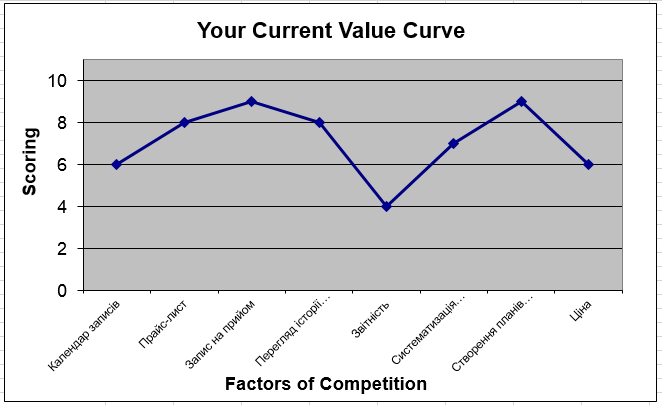 Your Current Value Curve
Scoring
10
8
6
4
2
0
Календар записів
Прайс-лист
Запис на прийом
Перегляд історії...
Звітність
Систематизація...
Створення планів...
Ціна
Factors of Competition